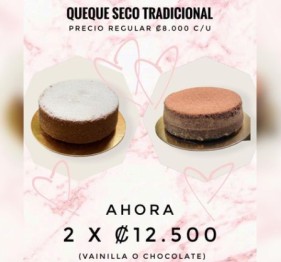 QUEQUE SECO TRADICIONAL
PRECIO REGULAR ₡8.000 C/U
AHORA
2 X ₡12.500
(VAINILLA O CHOCOLATE)